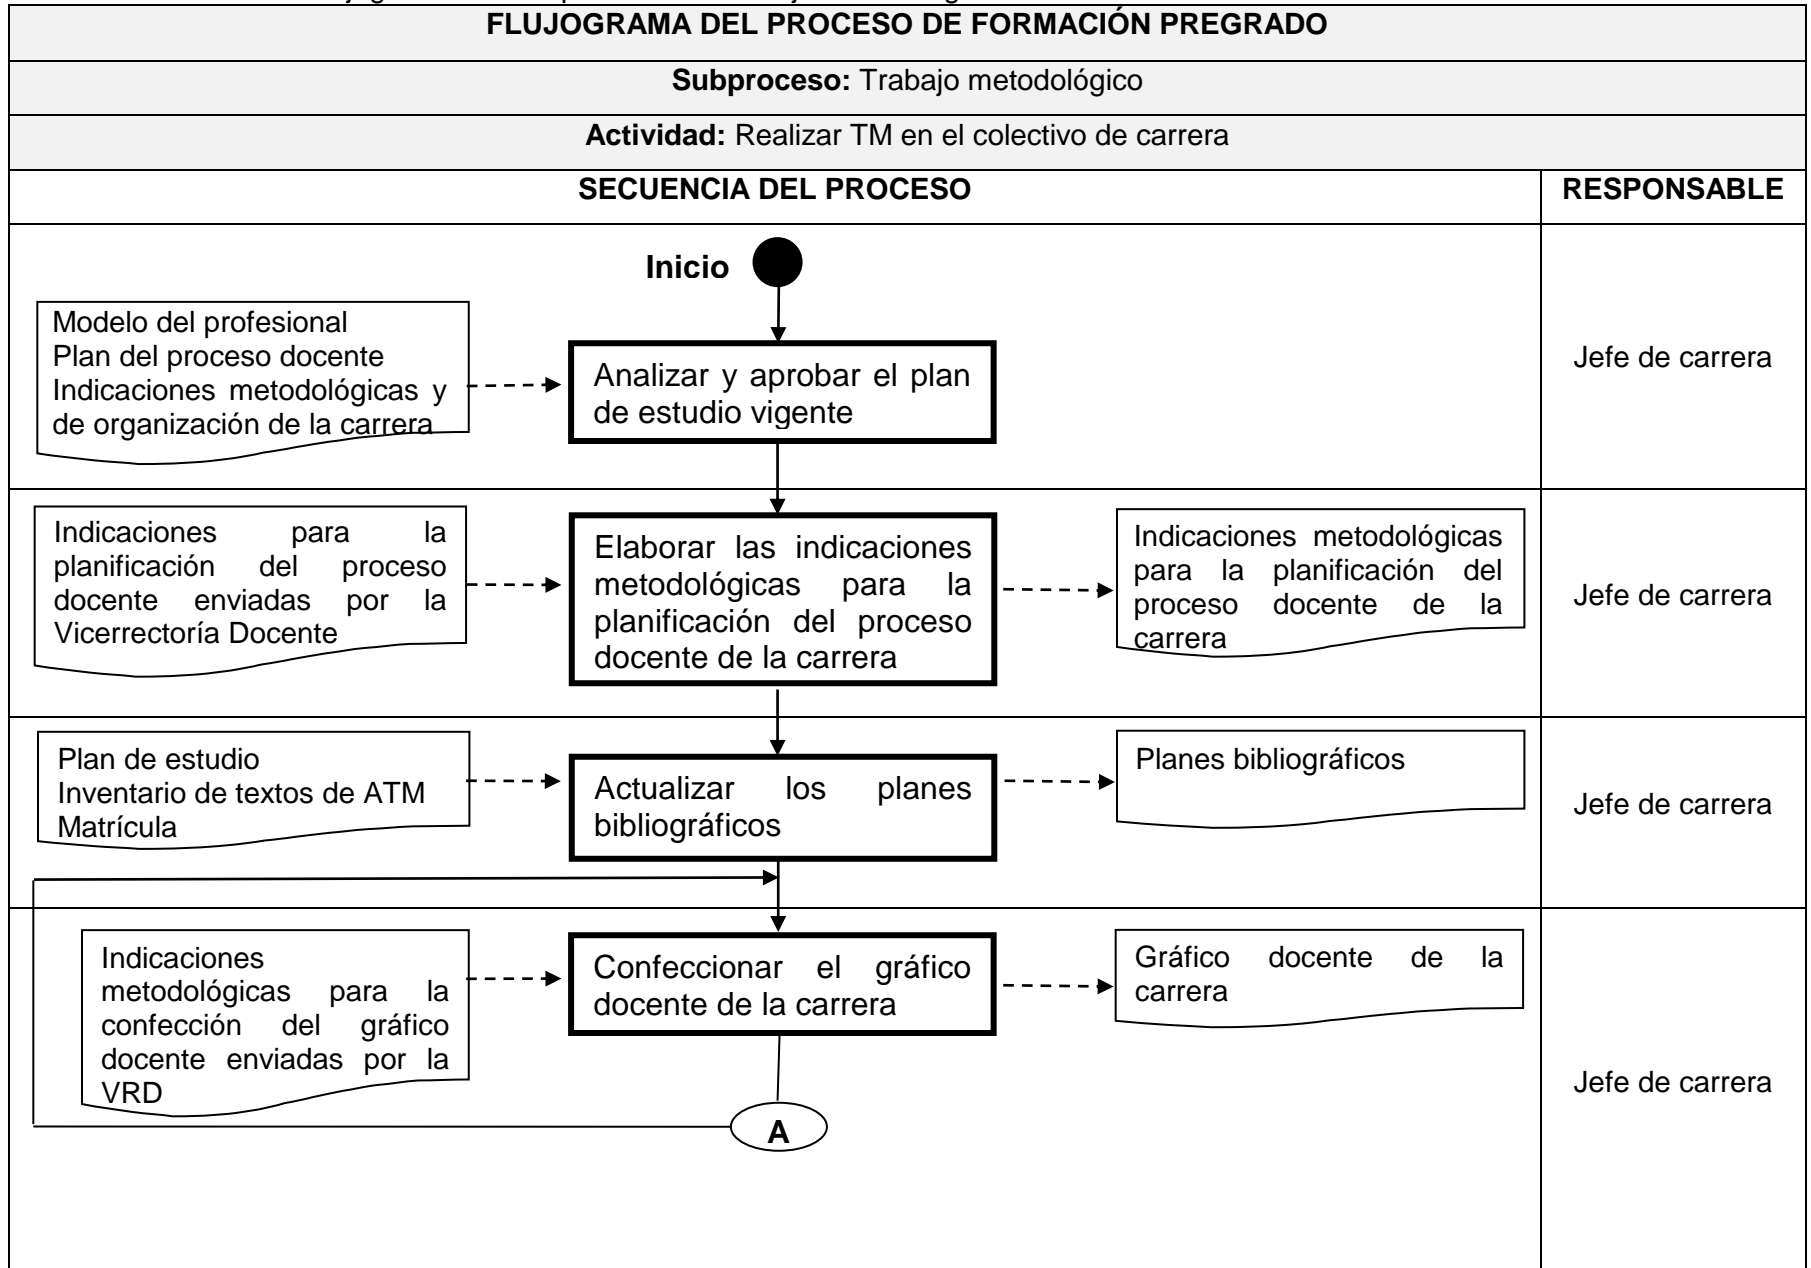 FLUJOGRAMA DEL PROCESO DE FORMACIÓN PREGRADO
Subproceso: Trabajo metodológico
Actividad: Realizar TM en el colectivo de carrera
SECUENCIA DEL PROCESO
RESPONSABLE
Inicio
Modelo del profesional
Plan del proceso docente
Indicaciones metodológicas y
de organización de la carrera
Analizar y aprobar el plan
de estudio vigente
Jefe de carrera
Indicaciones para la
planificación del proceso
docente enviadas por la
Vicerrectoría Docente
Elaborar las indicaciones
metodológicas para la
planificación del proceso
docente de la carrera
Indicaciones metodológicas
para la planificación del
proceso docente de la
carrera
Jefe de carrera
Plan de estudio
Inventario de textos de ATM
Matrícula
Actualizar los planes
bibliográficos
Planes bibliográficos
Jefe de carrera
Indicaciones
metodológicas para la
confección del gráfico
docente enviadas por la
VRD
Confeccionar el gráfico
docente de la carrera
Gráfico docente de la
carrera
Jefe de carrera
A